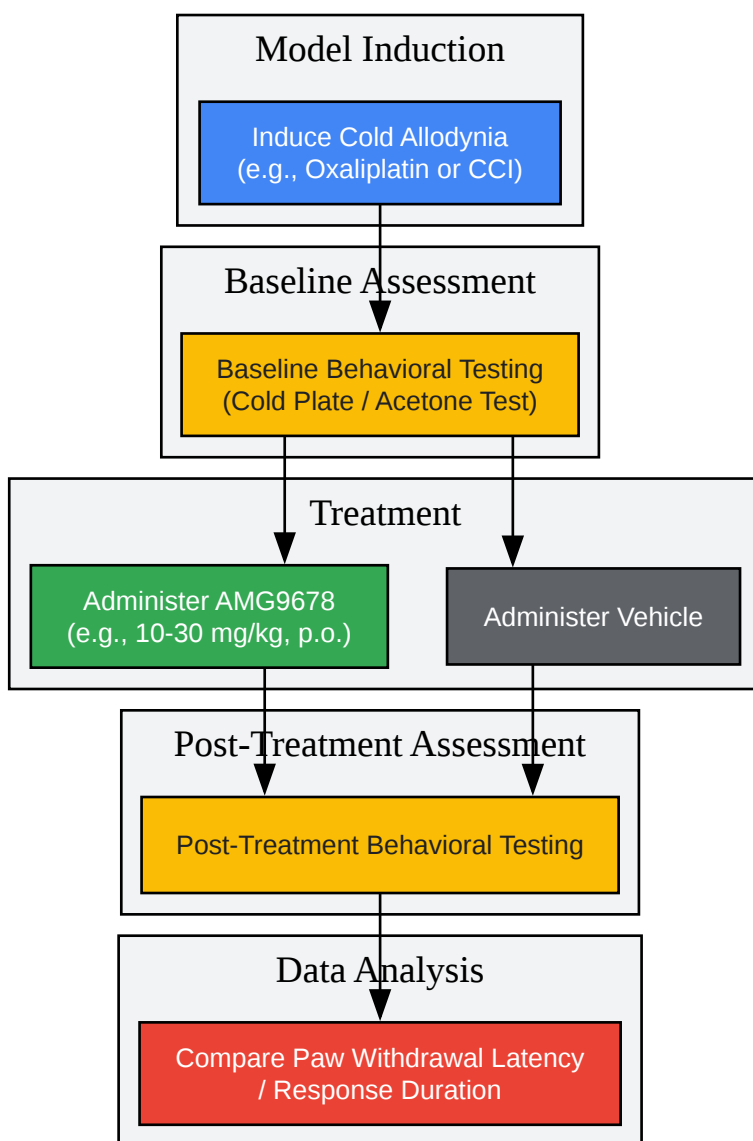 Model Induction
Induce Cold Allodynia
(e.g., Oxaliplatin or CCI)
Baseline Assessment
Baseline Behavioral Testing
(Cold Plate / Acetone Test)
Treatment
Administer AMG9678
(e.g., 10-30 mg/kg, p.o.)
Administer Vehicle
Post-Treatment Assessment
Post-Treatment Behavioral Testing
Data Analysis
Compare Paw Withdrawal Latency
/ Response Duration